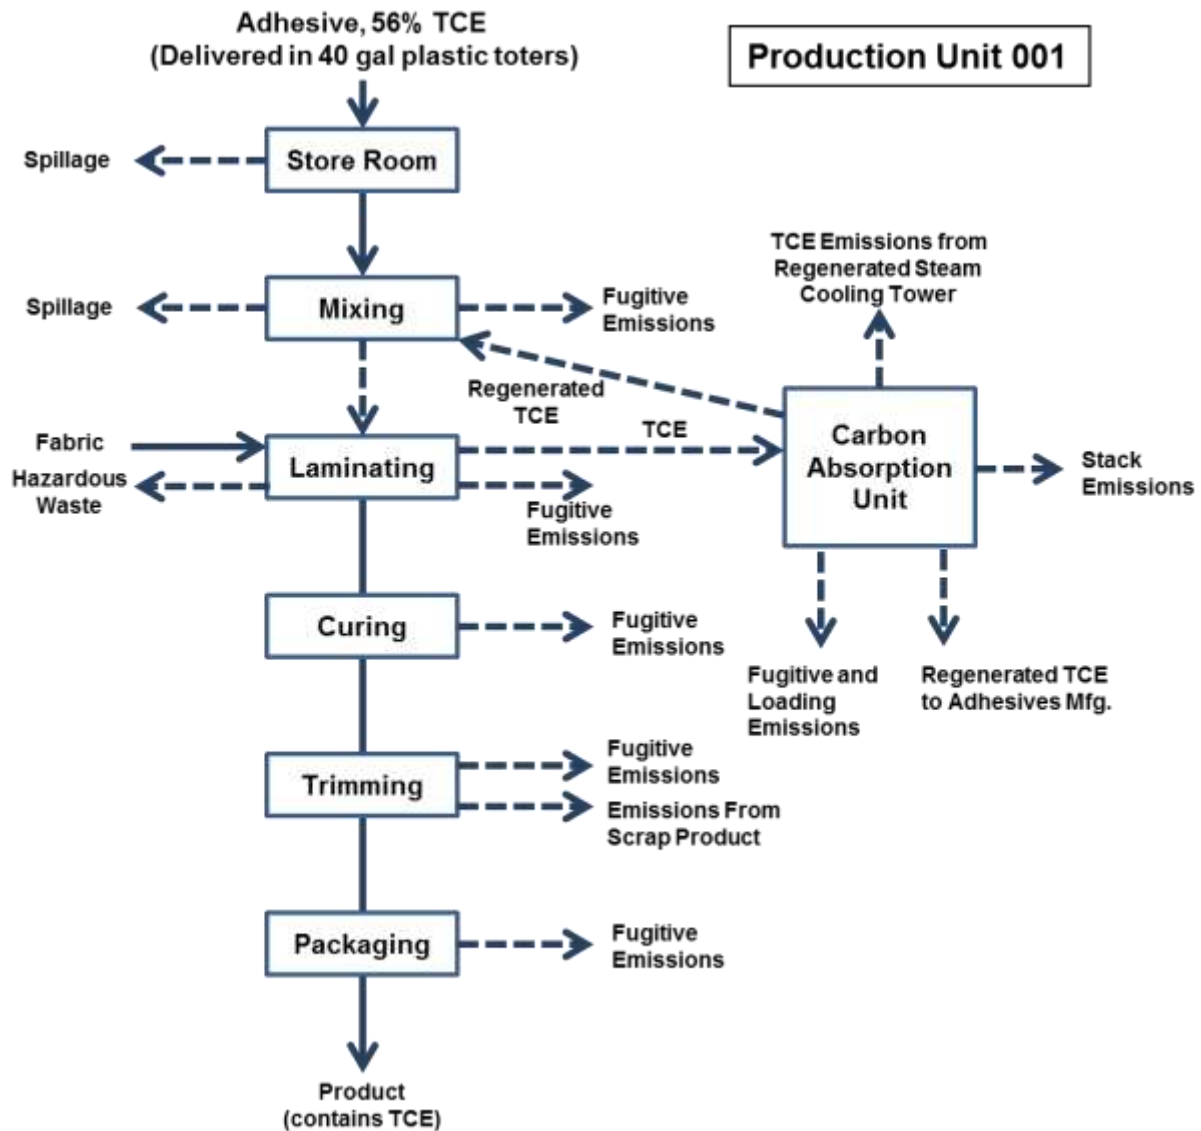 Adhesive, 56% TCE
(Delivered in 40 gal plastic toters)
Production Unit 001
Spillage
Store Room
TCE Emissions from
Regenerated Steam
Cooling Tower
Spillage
Mixing
Fugitive
Emissions
Regenerated
TCE
TCE
Fabric
Hazardous
Waste
Laminating
Fugitive
Emissions
Carbon
Absorption
Unit
Stack
Emissions
Curing
Fugitive
Emissions
Fugitive and
Loading
Emissions
Regenerated TCE
to Adhesives Mfg.
Trimming
Fugitive
Emissions
Emissions From
Scrap Product
Packaging
Fugitive
Emissions
Product
(contains TCE)